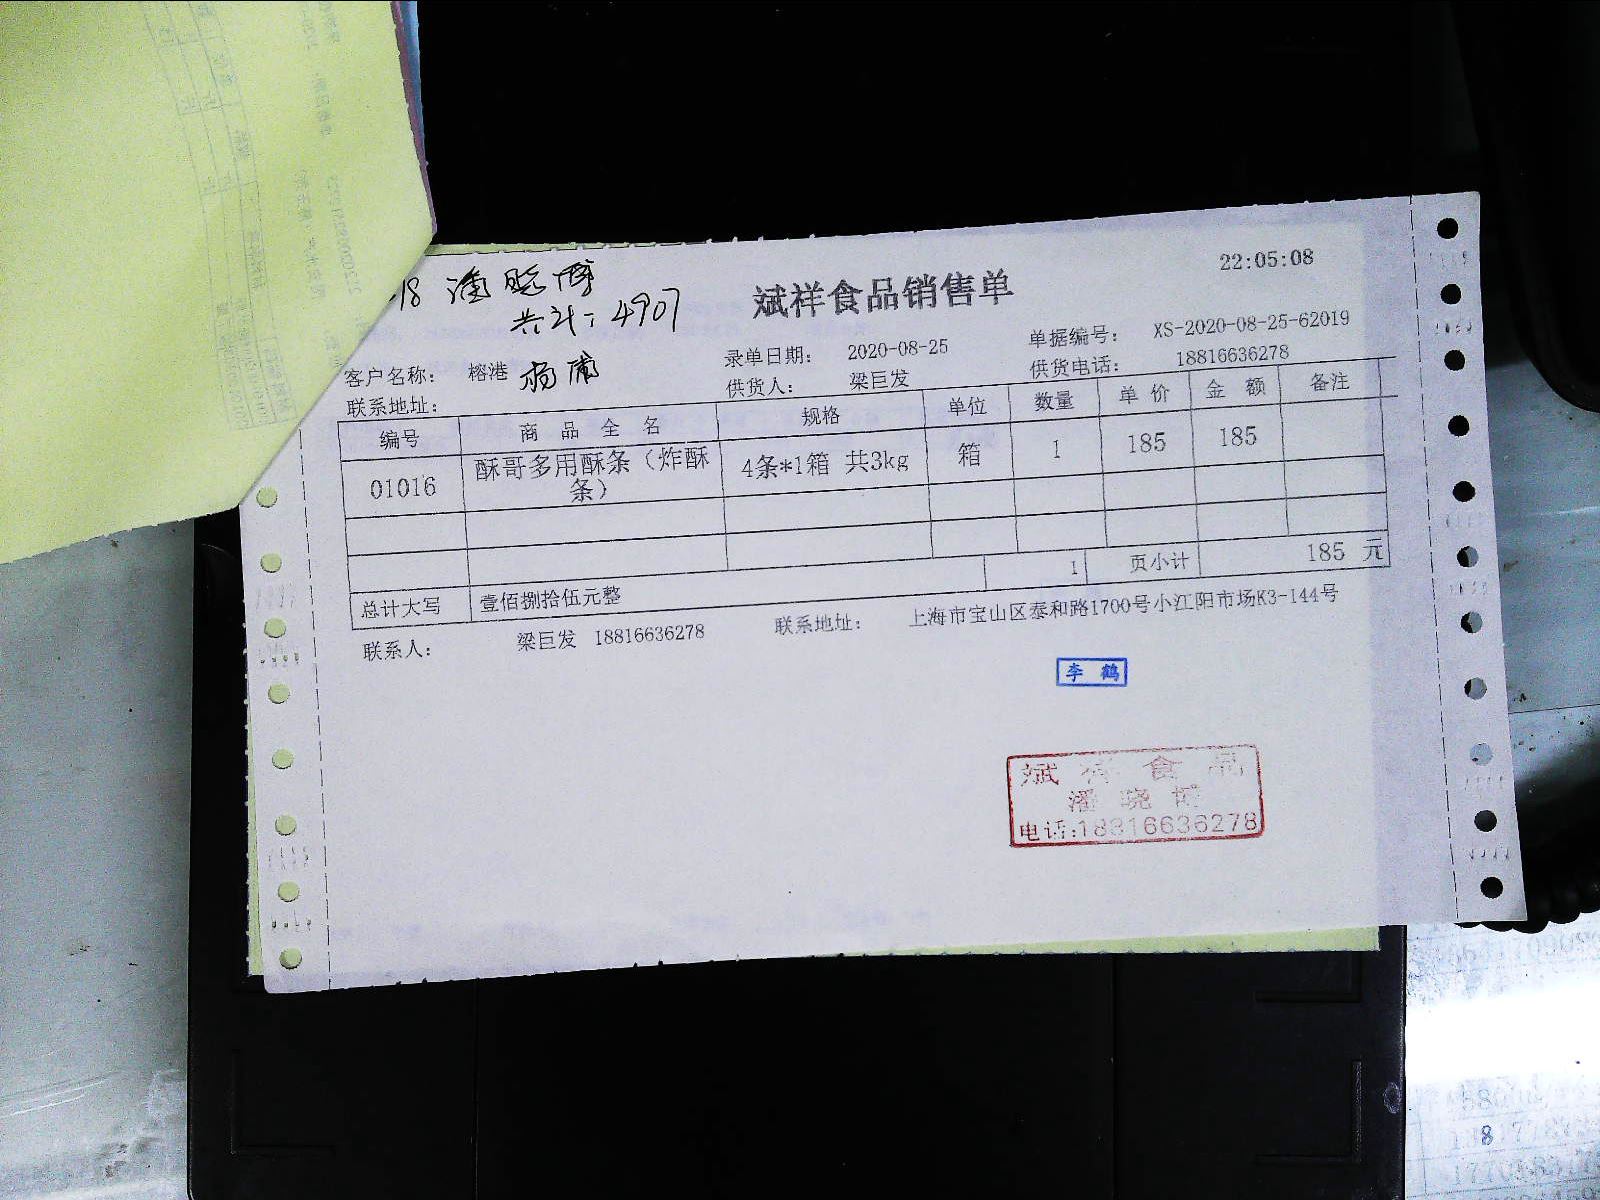 22:05:08
18 潘晓博
斌祥食品销售单
共计：4907
单据编号： XS-2020-08-25-62019
录单日期： 2020-08-25
客户名称： 榕港 杨浦
供货人： 梁巨发
供货电话： 18816636278
联系地址：
编号 商 品 全 名 规格 单位 数量 单 价 金 额 备注
01016 酥哥多用酥条（炸酥条） 4条*1箱 共3kg 箱 1 185 185
1 页小计 185 元
总计大写 壹佰捌拾伍元整
联系人： 梁巨发 18816636278 联系地址： 上海市宝山区泰和路1700号小江阳市场K3-144号
李 鹤
斌 祥 食 品
潘 晓 博
电话:18816636278